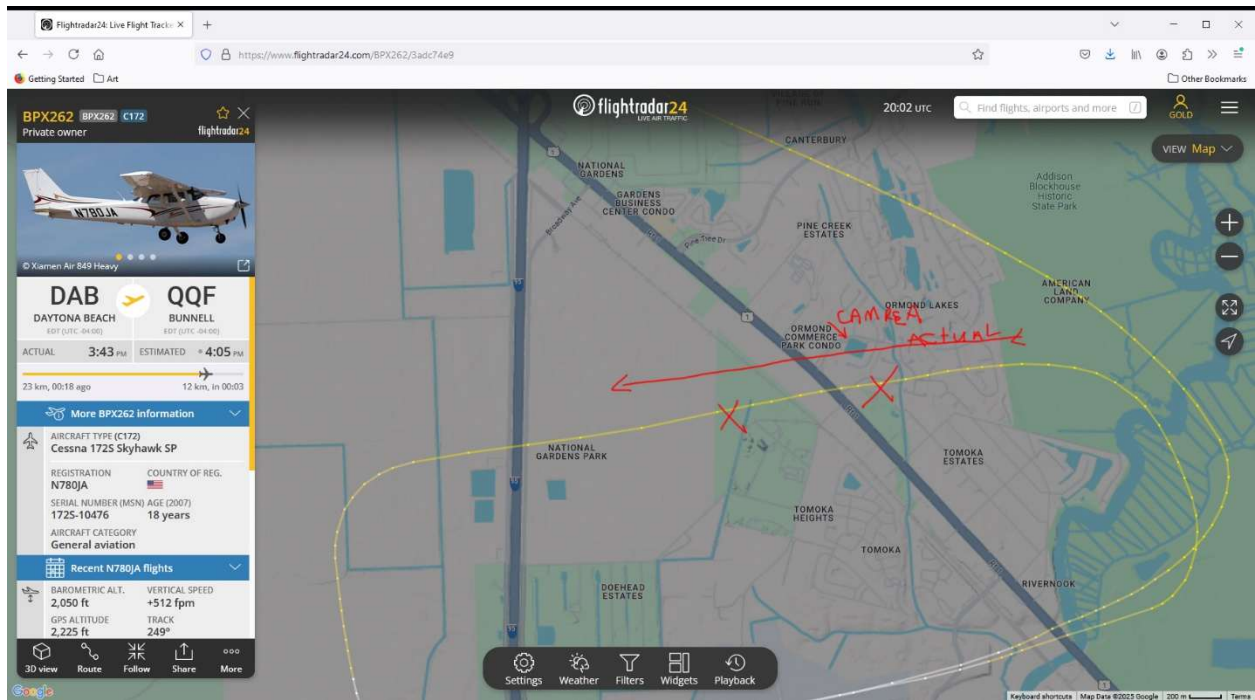 Flightradar24: Live Flight Track
https://www.flightradar24.com/BPX262/3adc74e9
Getting Started
Art
Other Bookmarks
BPX262 BPX262 C172
Private owner
flightradar24
N780JA
© Xiamen Air 849 Heavy
DAB
QQF
DAYTONA BEACH
BUNNELL
EDT (UTC -04:00)
EDT (UTC -04:00)
ACTUAL 3:43 PM
ESTIMATED 4:05 PM
23 km, 00:18 ago
12 km, in 00:03
More BPX262 information
AIRCRAFT TYPE (C172)
Cessna 172S Skyhawk SP
REGISTRATION
N780JA
COUNTRY OF REG.
SERIAL NUMBER (MSN)
172S-10476
AGE (2007)
18 years
AIRCRAFT CATEGORY
General aviation
Recent N780JA flights
BAROMETRIC ALT.
2,050 ft
VERTICAL SPEED
+512 fpm
GPS ALTITUDE
2,225 ft
TRACK
249°
3D view
Route
Follow
Share
More
Google
flightradar24
LIVE AIR TRAFFIC
20:02 UTC
Find flights, airports and more
/
GOLD
VIEW Map
PINE RUN
CANTERBURY
1
NATIONAL
GARDENS
GARDENS
BUSINESS
CENTER CONDO
Broadway Ave
Pine Tree Dr
PINE CREEK
ESTATES
Addison
Blockhouse
Historic
State Park
AMERICAN
LAND
COMPANY
ORMOND LAKES
CAMREA
ACTUAL
1
ORMOND
COMMERCE
PARK CONDO
X
X
NATIONAL
GARDENS PARK
TOMOKA
ESTATES
TOMOKA
HEIGHTS
TOMOKA
DOEHEAD
ESTATES
RIVERNOOK
1
Settings
Weather
Filters
Widgets
Playback
Keyboard shortcuts
Map Data ©2025 Google
200 m
Terms